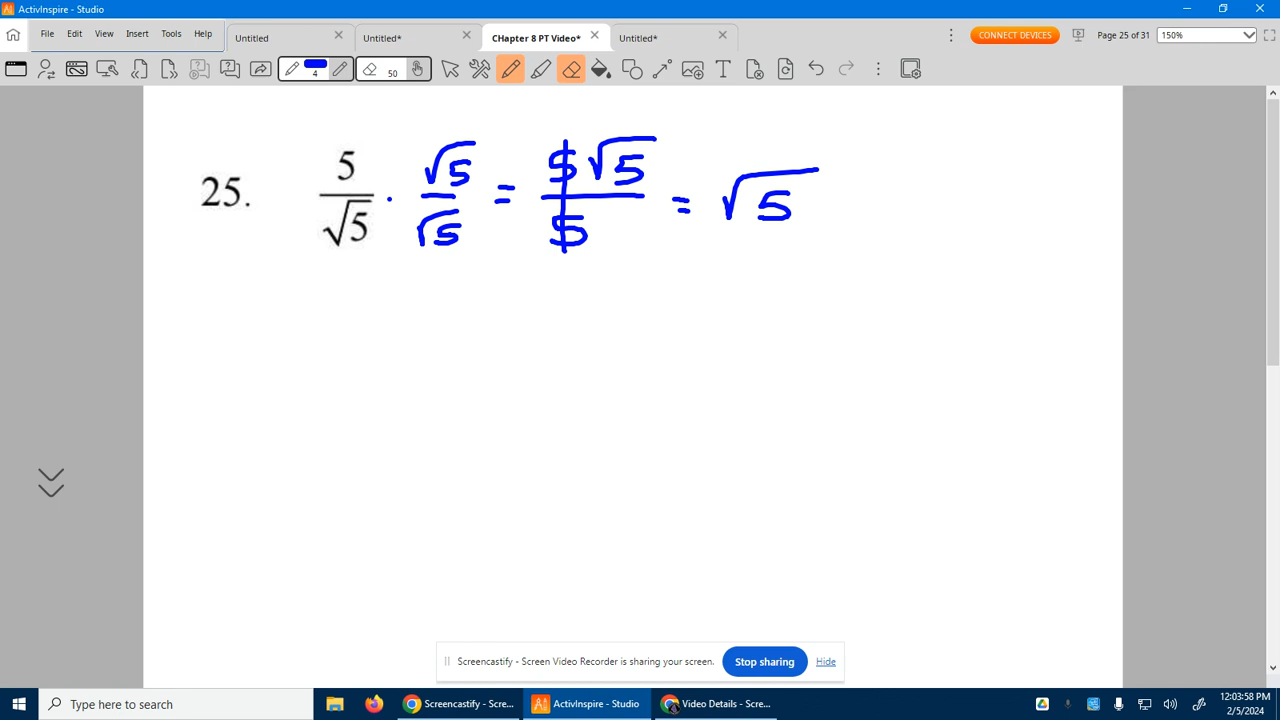 ActivInspire - Studio
File Edit View Insert Tools Help
Untitled
Untitled*
CHapter 8 PT Video*
Untitled*
CONNECT DEVICES
Page 25 of 31
150%
4
50
25. 5/√5 · √5/√5 = 5√5/5 = √5
Screencastify - Screen Video Recorder is sharing your screen. Stop sharing Hide
Type here to search
Screencastify - Scre...
ActivInspire - Studio
Video Details - Scre...
12:03:58 PM
2/5/2024